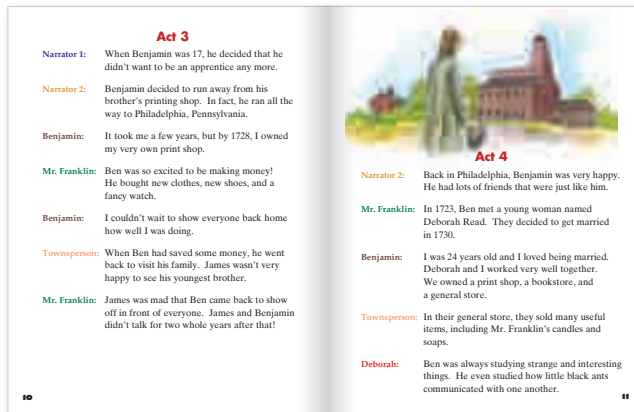 Act 3
Narrator 1: When Benjamin was 17, he decided that he
didn't want to be an apprentice any more.
Narrator 2: Benjamin decided to run away from his
brother's printing shop. In fact, he ran all the
way to Philadelphia, Pennsylvania.
Benjamin: It took me a few years, but by 1728, I owned
my very own print shop.
Mr. Franklin: Ben was so excited to be making money!
He bought new clothes, new shoes, and a
fancy watch.
Benjamin: I couldn't wait to show everyone back home
how well I was doing.
Townsperson: When Ben had saved some money, he went
back to visit his family. James wasn't very
happy to see his youngest brother.
Mr. Franklin: James was mad that Ben came back to show
off in front of everyone. James and Benjamin
didn't talk for two whole years after that!
10
Act 4
Narrator 2: Back in Philadelphia, Benjamin was very happy.
He had lots of friends that were just like him.
Mr. Franklin: In 1723, Ben met a young woman named
Deborah Read. They decided to get married
in 1730.
Benjamin: I was 24 years old and I loved being married.
Deborah and I worked very well together.
We owned a print shop, a bookstore, and
a general store.
Townsperson: In their general store, they sold many useful
items, including Mr. Franklin's candles and
soaps.
Deborah: Ben was always studying strange and interesting
things. He even studied how little black ants
communicated with one another.
11